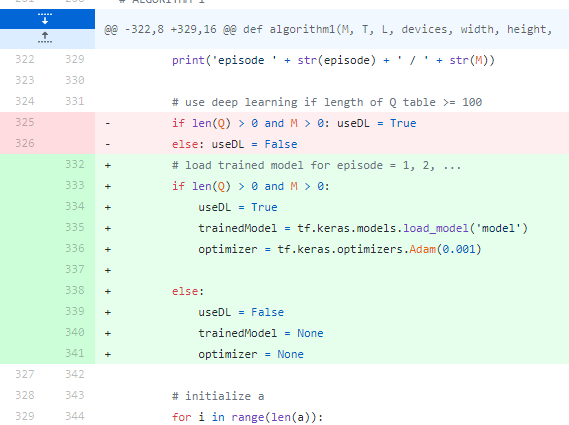 # ALGORITHM 1
@@ -322,8 +329,16 @@ def algorithm1(M, T, L, devices, width, height,
322 329 print('episode ' + str(episode) + ' / ' + str(M))
323 330
324 331 # use deep learning if length of Q table >= 100
325 - if len(Q) > 0 and M > 0: useDL = True
326 - else: useDL = False
332 + # load trained model for episode = 1, 2, ...
333 + if len(Q) > 0 and M > 0:
334 + useDL = True
335 + trainedModel = tf.keras.models.load_model('model')
336 + optimizer = tf.keras.optimizers.Adam(0.001)
337 +
338 + else:
339 + useDL = False
340 + trainedModel = None
341 + optimizer = None
327 342
328 343 # initialize a
329 344 for i in range(len(a)):